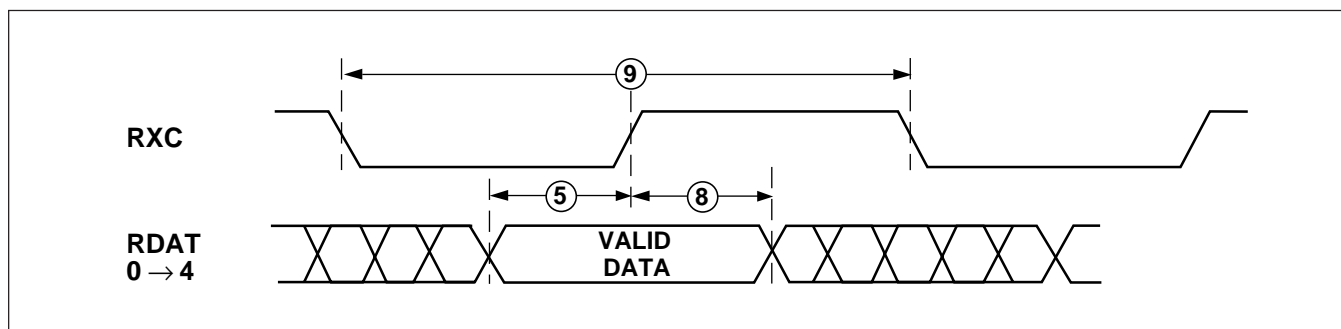 9
RXC
5
8
RDAT
0 → 4
VALID
DATA